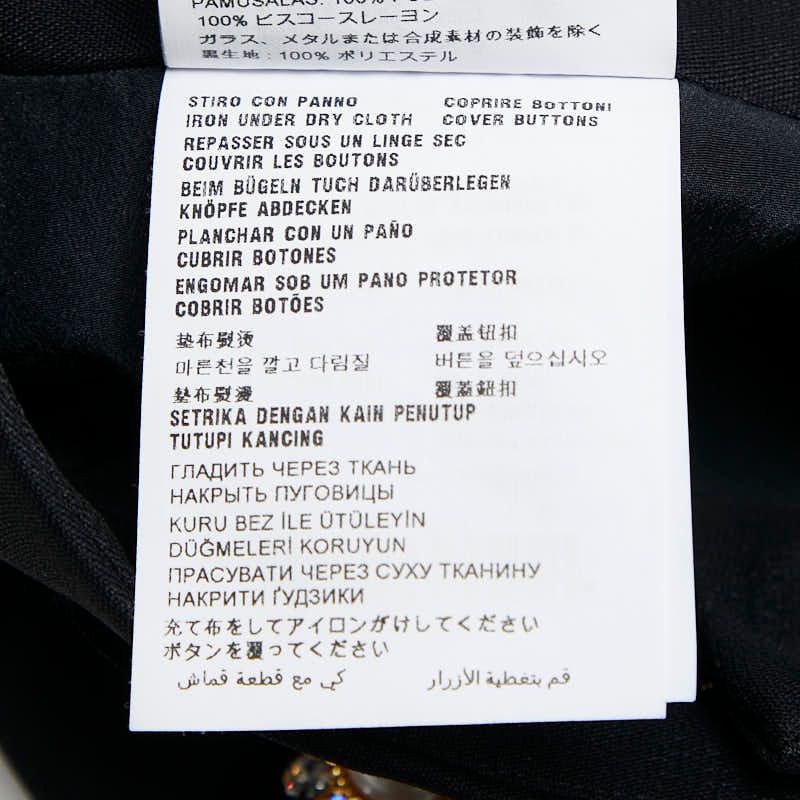 100% ビスコースレーヨン
ガラス、メタルまたは合成素材の装飾を除く
裏生地：100% ポリエステル
STIRO CON PANNO COPRIRE BOTTONI
IRON UNDER DRY CLOTH COVER BUTTONS
REPASSER SOUS UN LINGE SEC
COUVRIR LES BOUTONS
BEIM BÜGELN TUCH DARÜBERLEGEN
KNÖPFE ABDECKEN
PLANCHAR CON UN PAÑO
CUBRIR BOTONES
ENGOMAR SOB UM PANO PROTETOR
COBRIR BOTÕES
垫布熨烫 覆盖钮扣
마른천을 깔고 다림질 버튼을 덮으십시오
墊布熨燙 覆蓋鈕扣
SETRIKA DENGAN KAIN PENUTUP
TUTUPI KANCING
ГЛАДИТЬ ЧЕРЕЗ ТКАНЬ
НАКРЫТЬ ПУГОВИЦЫ
KURU BEZ İLE ÜTÜLEYİN
DÜĞMELERİ KORUYUN
ПРАСУВАТИ ЧЕРЕЗ СУХУ ТКАНИНУ
НАКРИТИ ҐУДЗИКИ
充て布をしてアイロンがけしてください
ボタンを覆ってください
كي مع قطعة قماش قم بتغطية الأزرار